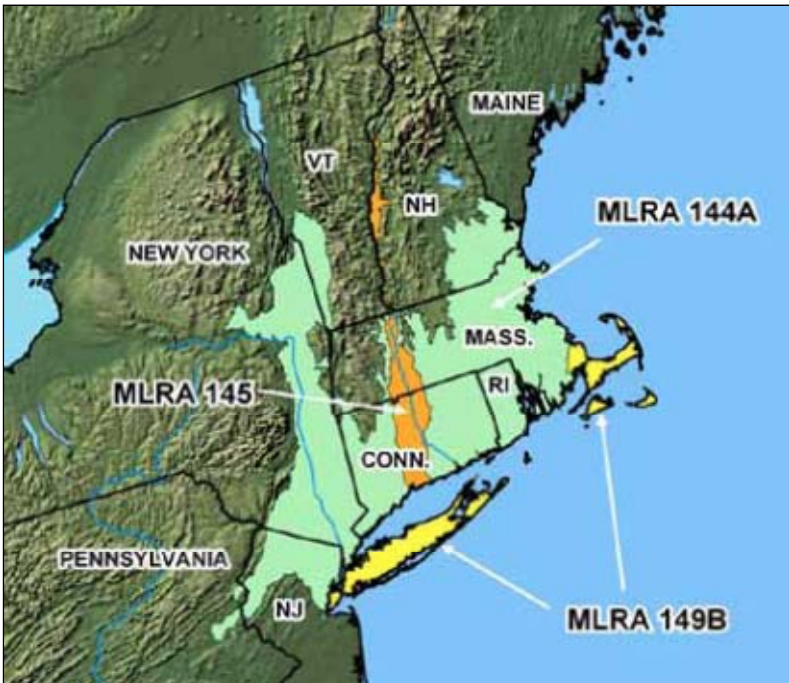 MAINE
VT
NH
MLRA 144A
NEW YORK
MASS.
RI
MLRA 145
CONN.
PENNSYLVANIA
NJ
MLRA 149B